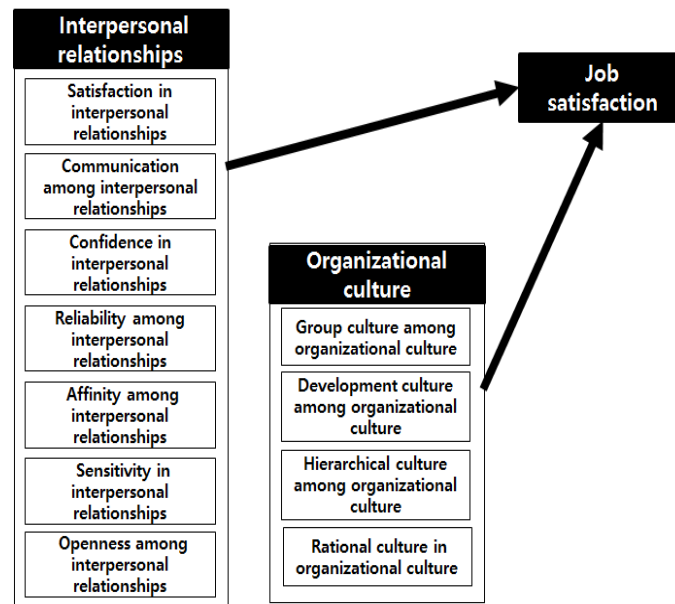 Interpersonal
relationships
Satisfaction in
interpersonal
relationships
Communication
among interpersonal
relationships
Confidence in
interpersonal
relationships
Reliability among
interpersonal
relationships
Affinity among
interpersonal
relationships
Sensitivity in
interpersonal
relationships
Openness among
interpersonal
relationships
Organizational
culture
Group culture among
organizational culture
Development culture
among organizational
culture
Hierarchical culture
among organizational
culture
Rational culture in
organizational culture
Job
satisfaction